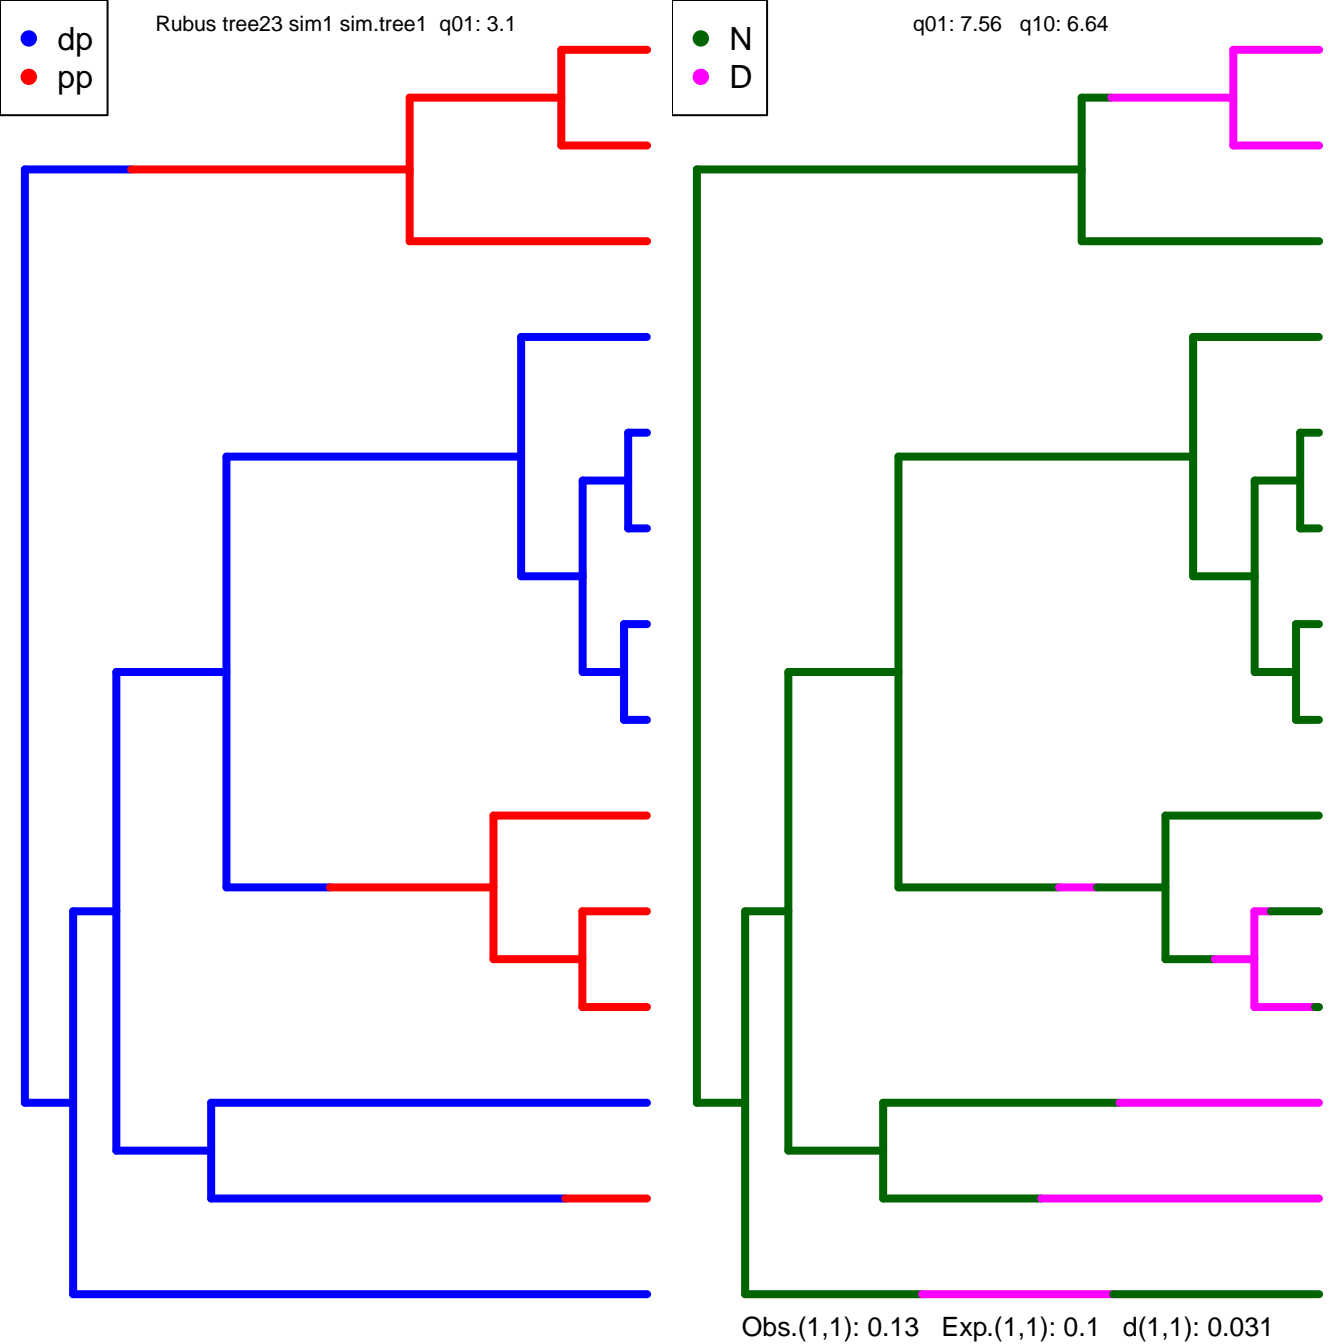 dp
pp
Rubus tree23 sim1 sim.tree1 q01: 3.1
N
D
q01: 7.56 q10: 6.64
Obs.(1,1): 0.13 Exp.(1,1): 0.1 d(1,1): 0.031